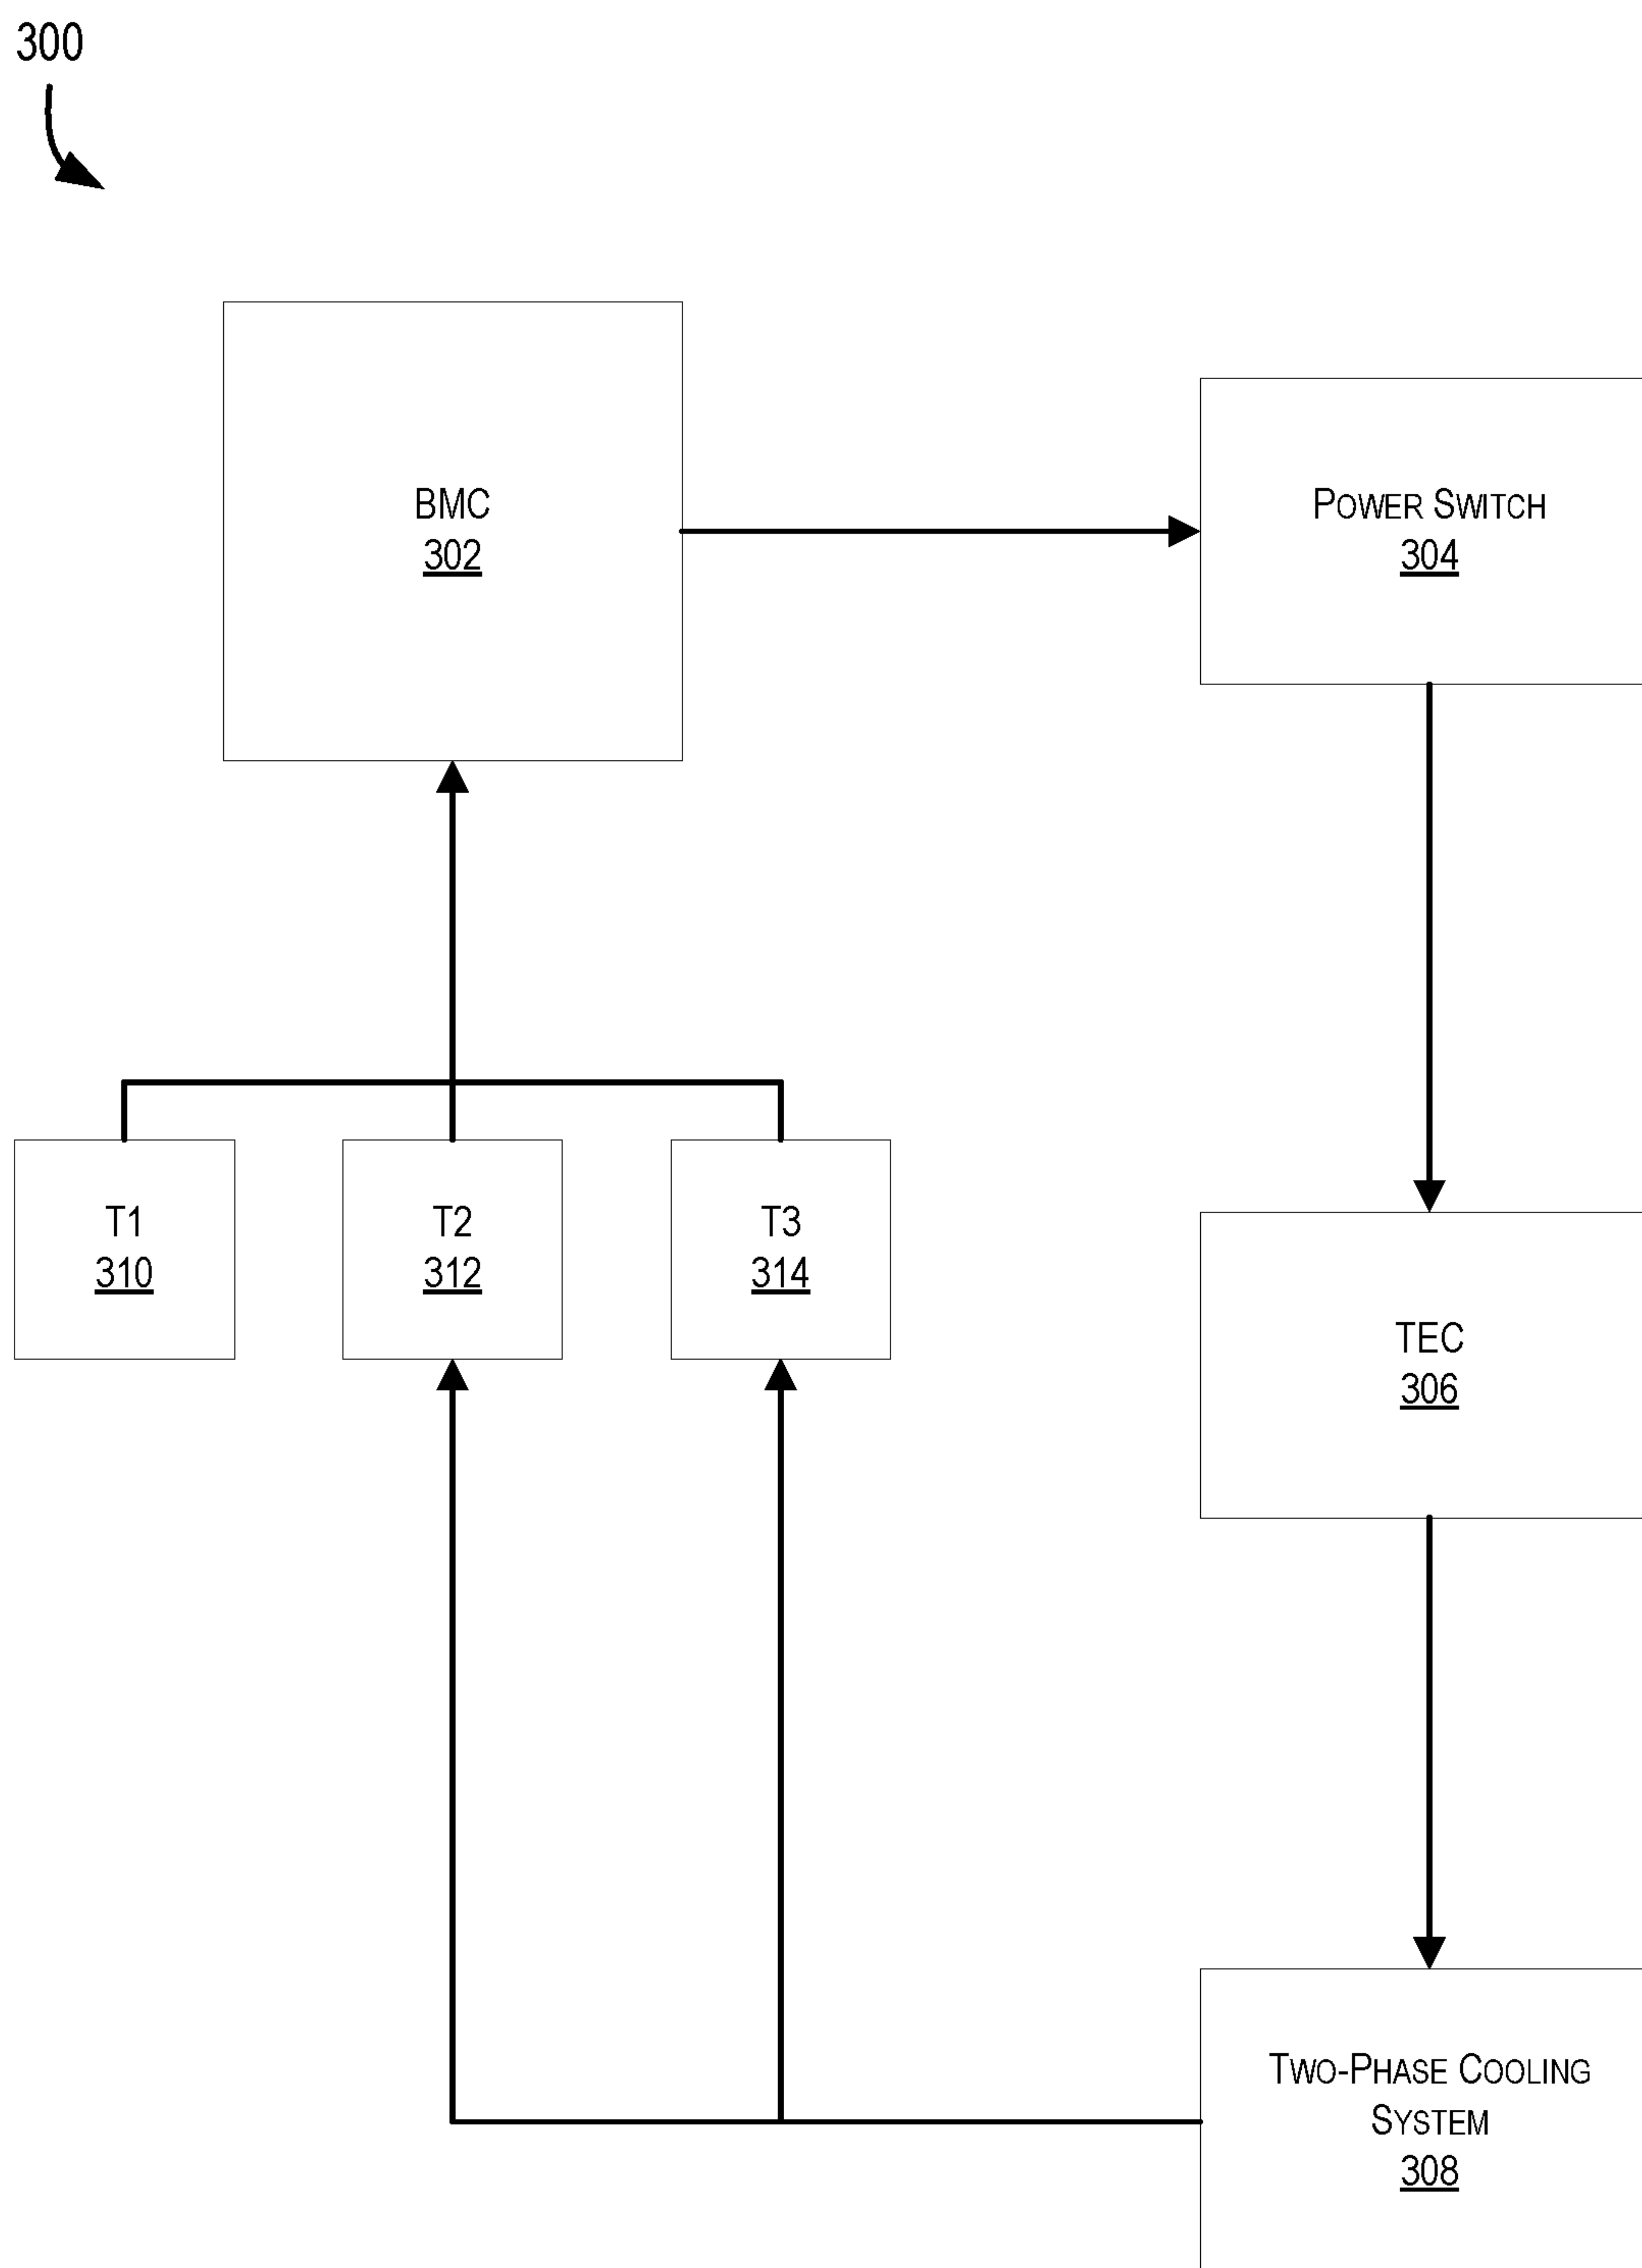 300
BMC
302
POWER SWITCH
304
T1
310
T2
312
T3
314
TEC
306
TWO-PHASE COOLING
SYSTEM
308